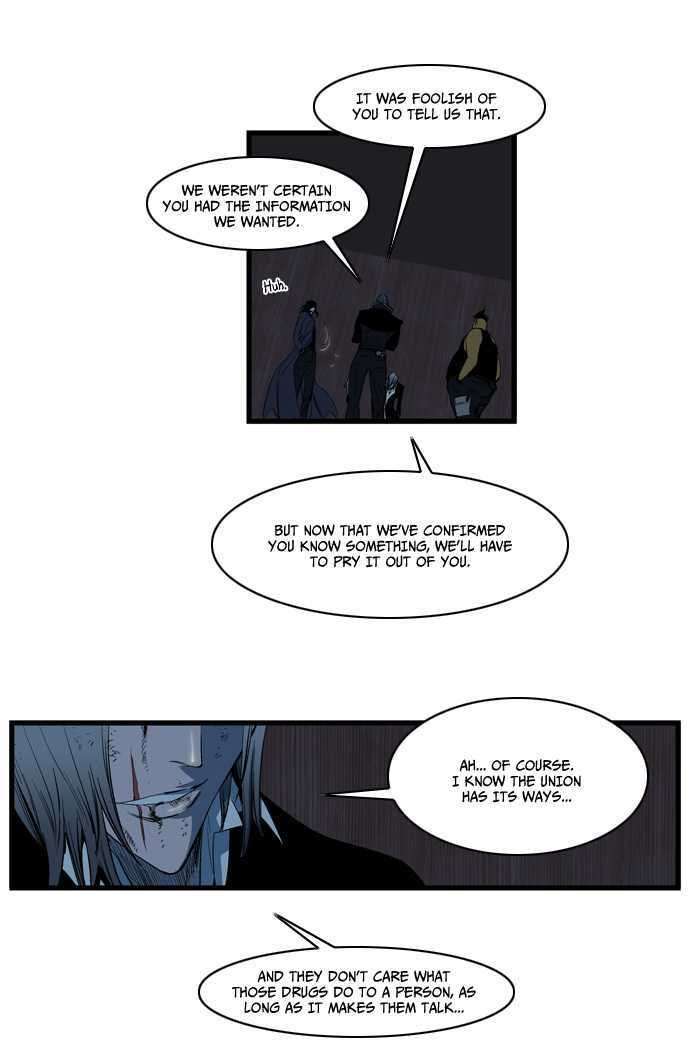 IT WAS FOOLISH OF
YOU TO TELL US THAT.
WE WEREN'T CERTAIN
YOU HAD THE INFORMATION
WE WANTED.
Huh.
BUT NOW THAT WE'VE CONFIRMED
YOU KNOW SOMETHING, WE'LL HAVE
TO PRY IT OUT OF YOU.
AH... OF COURSE.
I KNOW THE UNION
HAS ITS WAYS...
AND THEY DON'T CARE WHAT
THOSE DRUGS DO TO A PERSON, AS
LONG AS IT MAKES THEM TALK...